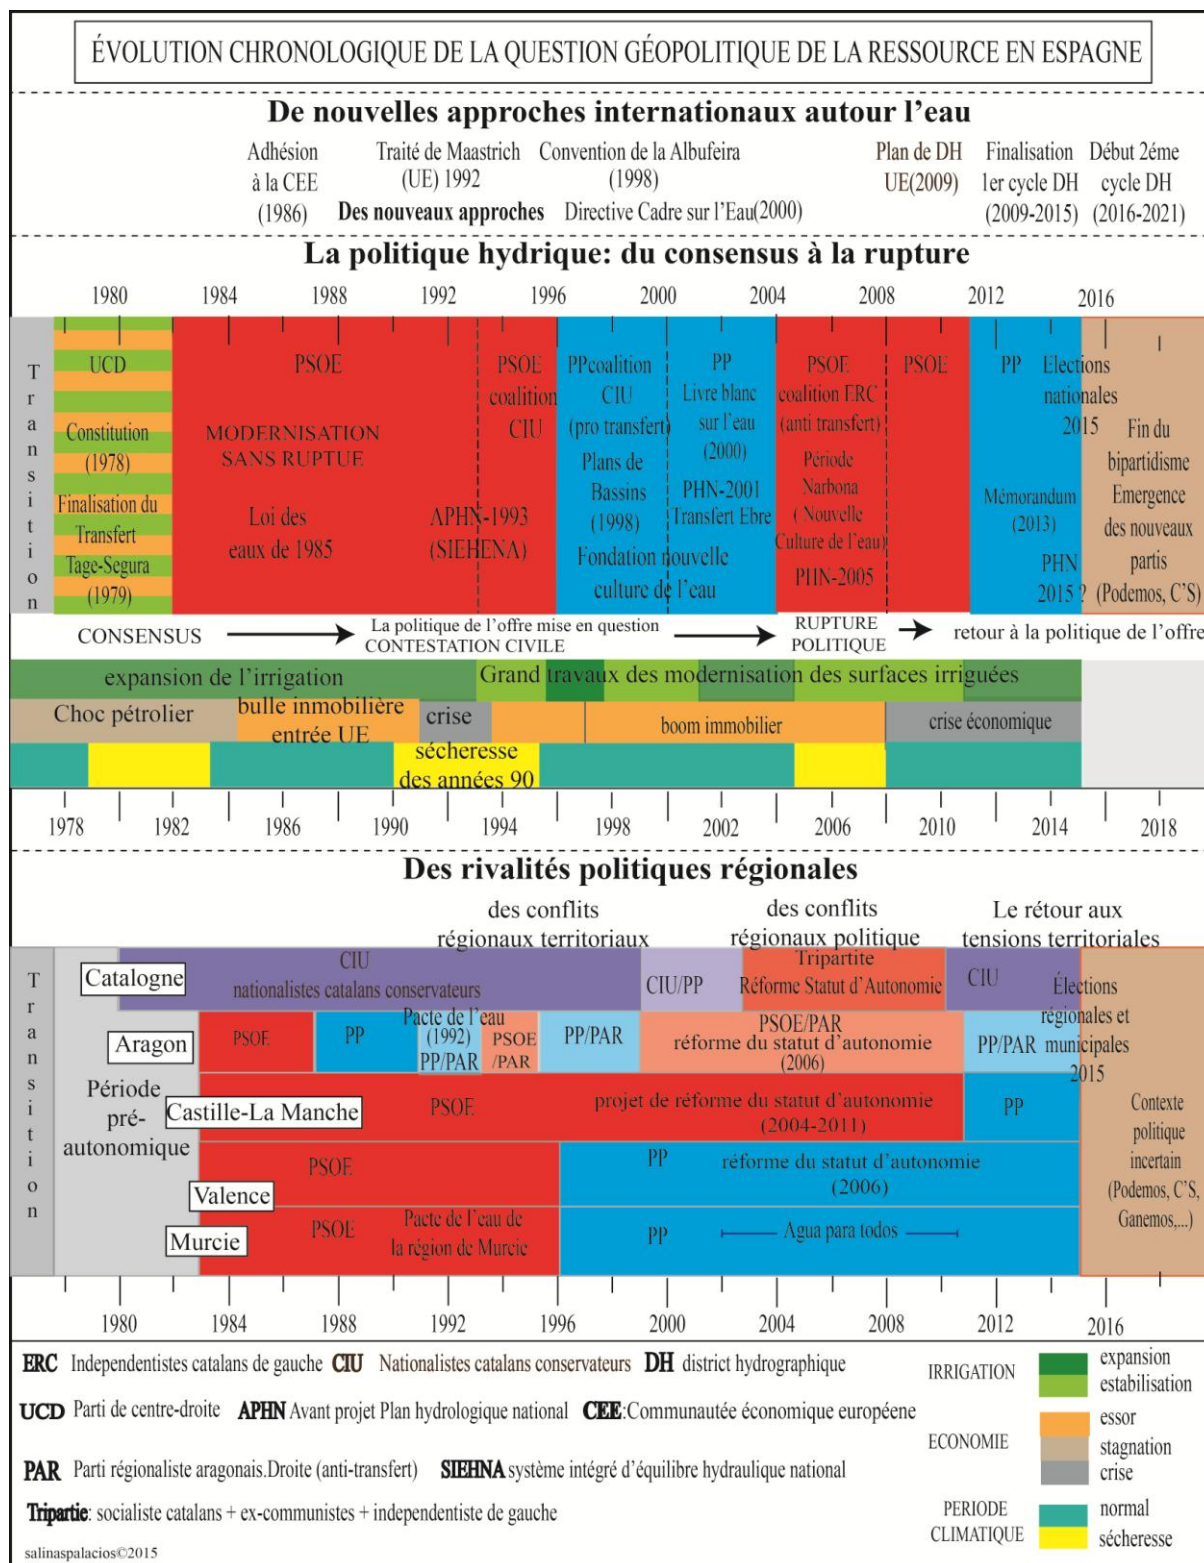 ÉVOLUTION CHRONOLOGIQUE DE LA QUESTION GÉOPOLITIQUE DE LA RESSOURCE EN ESPAGNE
De nouvelles approches internationaux autour l'eau
Adhésion
à la CEE
(1986)
Traité de Maastrich
(UE) 1992
Des nouveaux approches
Convention de la Albufeira
(1998)
Directive Cadre sur l'Eau(2000)
Plan de DH
UE(2009)
Finalisation
1er cycle DH
(2009-2015)
Début 2éme
cycle DH
(2016-2021)
La politique hydrique: du consensus à la rupture
1980 1984 1988 1992 1996 2000 2004 2008 2012 2016
Transition
UCD
Constitution
(1978)
Finalisation du
Transfert
Tage-Segura
(1979)
PSOE
MODERNISATION
SANS RUPTUE
Loi des
eaux de 1985
PSOE
coalition
CIU
APHN-1993
(SIEHENA)
PPcoalition
CIU
(pro transfert)
Plans de
Bassins
(1998)
Fondation nouvelle
culture de l'eau
PP
Livre blanc
sur l'eau
(2000)
PHN-2001
Transfert Ebre
PSOE
coalition ERC
(anti transfert)
Période
Narbona
( Nouvelle
Culture de l'eau)
PHN-2005
PSOE
PP
Mémorandum
(2013)
PHN
2015 ?
Elections
nationales
2015
Fin du
bipartidisme
Emergence
des nouveaux
partis
(Podemos, C'S)
CONSENSUS
La politique de l'offre mise en question
CONTESTATION CIVILE
RUPTURE
POLITIQUE
retour à la politique de l'offre
expansion de l'irrigation
Grand travaux des modernisation des surfaces irriguées
Choc pétrolier
bulle inmobilière
entrée UE
crise
boom immobilier
crise économique
sécheresse
des années 90
1978 1982 1986 1990 1994 1998 2002 2006 2010 2014 2018
Des rivalités politiques régionales
des conflits
régionaux territoriaux
des conflits
régionaux politique
Le rétour aux
tensions territoriales
Transition
Période
pré-
autonomique
Catalogne
CIU
nationalistes catalans conservateurs
CIU/PP
Tripartite
Réforme Statut d'Autonomie
CIU
Élections
régionales et
municipales
2015
Aragon
PSOE
PP
Pacte de l'eau
(1992)
PP/PAR
PSOE
/PAR
PP/PAR
PSOE/PAR
réforme du statut d'autonomie
(2006)
PP/PAR
Castille-La Manche
PSOE
projet de réforme du statut d'autonomie
(2004-2011)
PP
Valence
PSOE
PP
réforme du statut d'autonomie
(2006)
Murcie
PSOE
Pacte de l'eau de
la région de Murcie
PP
Agua para todos
Contexte
politique
incertain
(Podemos, C'S,
Ganemos,...)
1980 1984 1988 1992 1996 2000 2004 2008 2012 2016
ERC Independentistes catalans de gauche CIU Nationalistes catalans conservateurs DH district hydrographique
UCD Parti de centre-droite APHN Avant projet Plan hydrologique national CEE:Communautée économique européene
PAR Parti régionaliste aragonais.Droite (anti-transfert) SIEHNA système intégré d'équilibre hydraulique national
Tripartie: socialiste catalans + ex-communistes + independentiste de gauche
IRRIGATION
expansion
estabilisation
ECONOMIE
essor
stagnation
crise
PERIODE
CLIMATIQUE
normal
sécheresse
salinaspalacios©2015